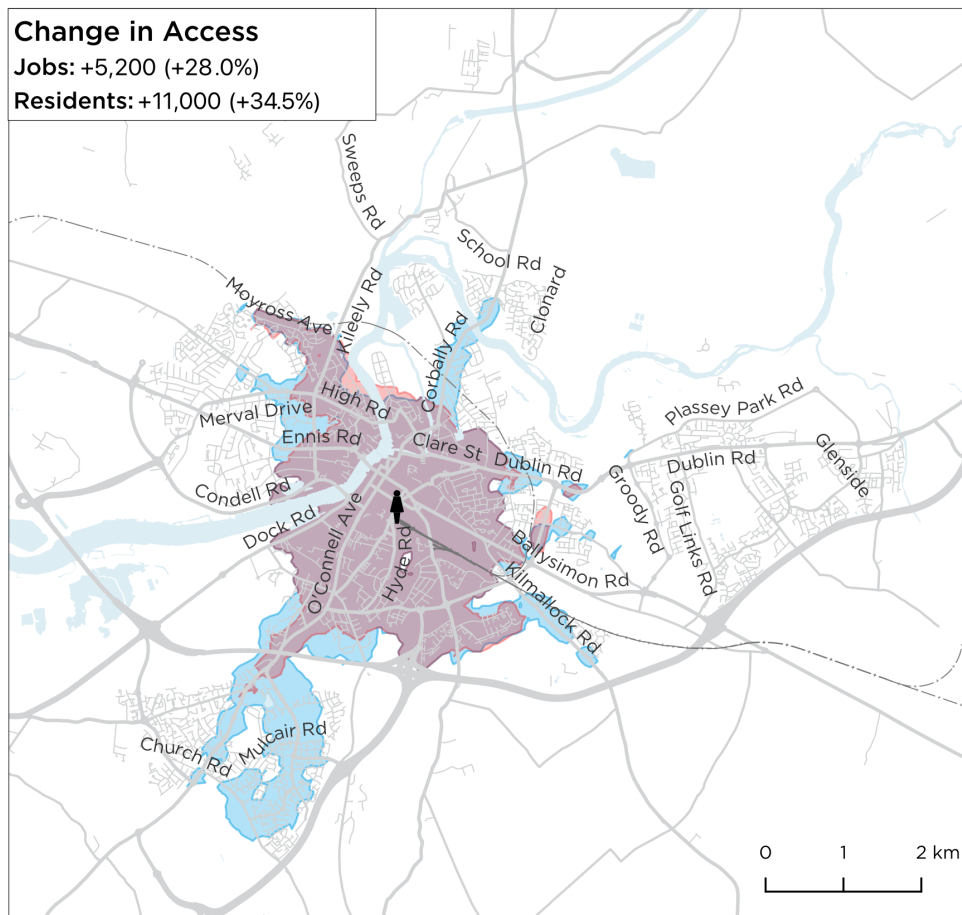 Change in Access
Jobs: +5,200 (+28.0%)
Residents: +11,000 (+34.5%)
Sweeps Rd
School Rd
Clonard
Kileely Rd
Moyross Ave
Corbally Rd
High Rd
Merval Drive
Ennis Rd
Clare St
Dublin Rd
Plassey Park Rd
Dublin Rd
Glenside
Groody Rd
Golf Links Rd
Condell Rd
Dock Rd
O'Connell Ave
Hyde Rd
Ballysimon Rd
Kilmallock Rd
Mulcair Rd
Church Rd
0 1 2 km